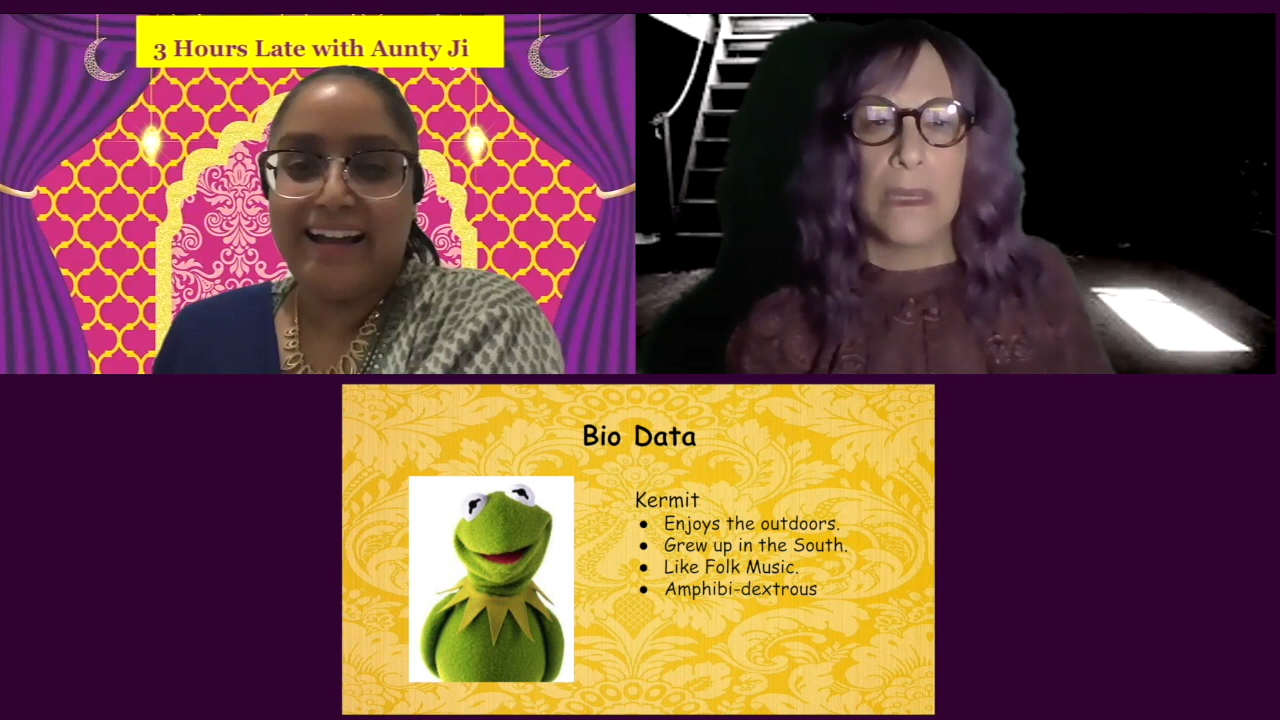 3 Hours Late with Aunty Ji
Bio Data
Kermit
● Enjoys the outdoors.
● Grew up in the South.
● Like Folk Music.
● Amphibi-dextrous